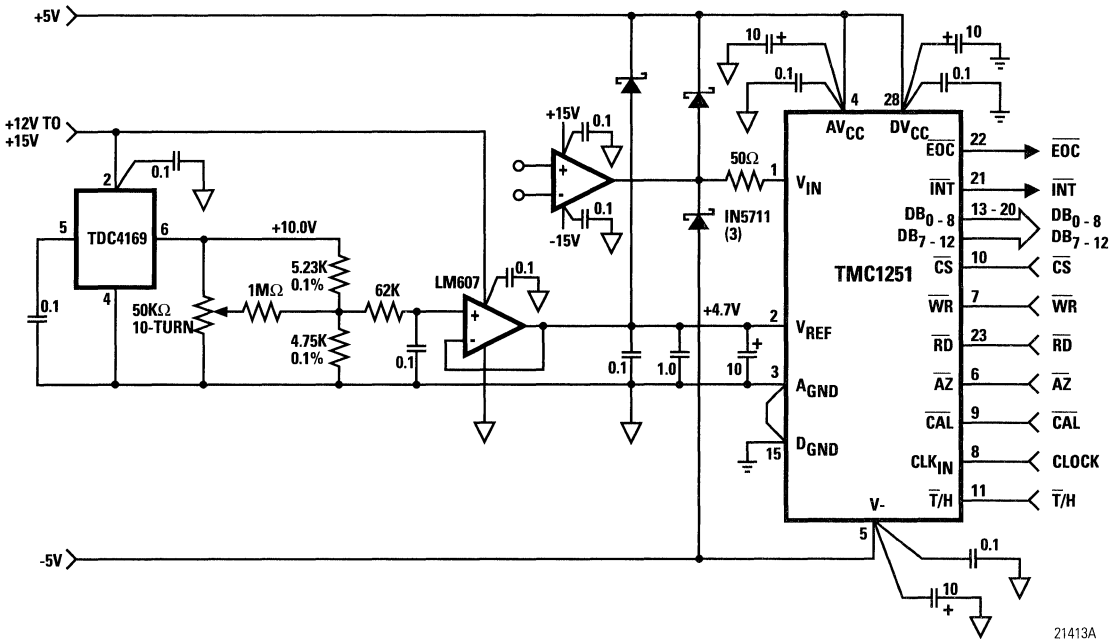 +5V
10 +
+ 10
0.1
0.1
4
28
AVCC
DVCC
+12V TO
+15V
2
0.1
5
TDC4169
6
4
0.1
+10.0V
50KΩ
10-TURN
1MΩ
5.23K
0.1%
4.75K
0.1%
62K
0.1
LM607
+
-
0.1
+15V
0.1
+
-
0.1
-15V
IN5711
(3)
50Ω
1
VIN
+4.7V
2
VREF
0.1
1.0
10
+
3
AGND
15
DGND
TMC1251
EOC
22
EOC
INT
21
INT
DB0 - 8
13 - 20
DB0 - 8
DB7 - 12
DB7 - 12
CS
10
CS
WR
7
WR
RD
23
RD
AZ
6
AZ
CAL
9
CAL
CLKIN
8
CLOCK
T/H
11
T/H
V-
5
-5V
0.1
10
+
21413A